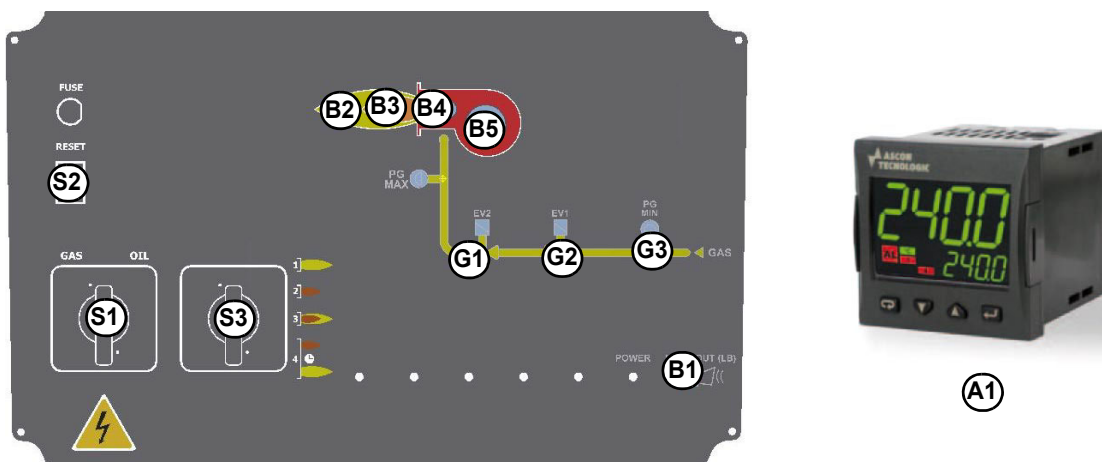 FUSE
RESET
S2
GAS OIL
S1
S3
1
2
3
4
B2
B3
B4
B5
PG
MAX
EV2
EV1
PG
MIN
G1
G2
G3
GAS
POWER
B1
OUT (LB)
ASCON
TECNOLOGIC
240.0
AL
240.0
A1